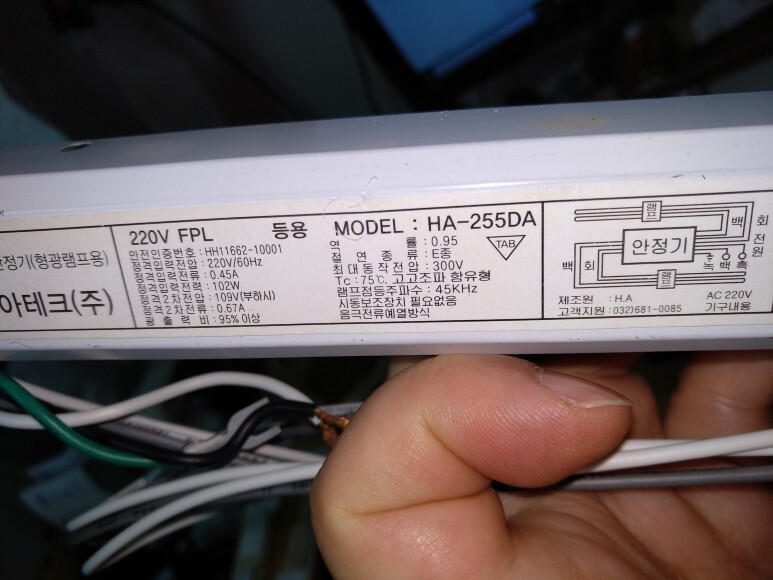 안정기(형광램프용)
아테크(주)
220V FPL 등용
안전인증번호 : HH11662-10001
정격입력전압 : 220V/60Hz
정격입력전류 : 0.45A
정격입력전력 : 102W
정격2차전압 : 109V(부하시)
정격2차전류 : 0.67A
광 출 력 비 : 95% 이상
MODEL : HA-255DA
역 률 : 0.95
절 연 종 류 : E종
최대동작전압 : 300V
Tc : 75℃ 고고조파 함유형
램프점등주파수 : 45KHz
시동보조장치 필요없음
음극전류예열방식
TAB
램프
백 회
안정기
전원
백 회
녹 백 흑
램프
제조원 : H.A
AC 220V
고객지원 : 032)681-0085
기구내용